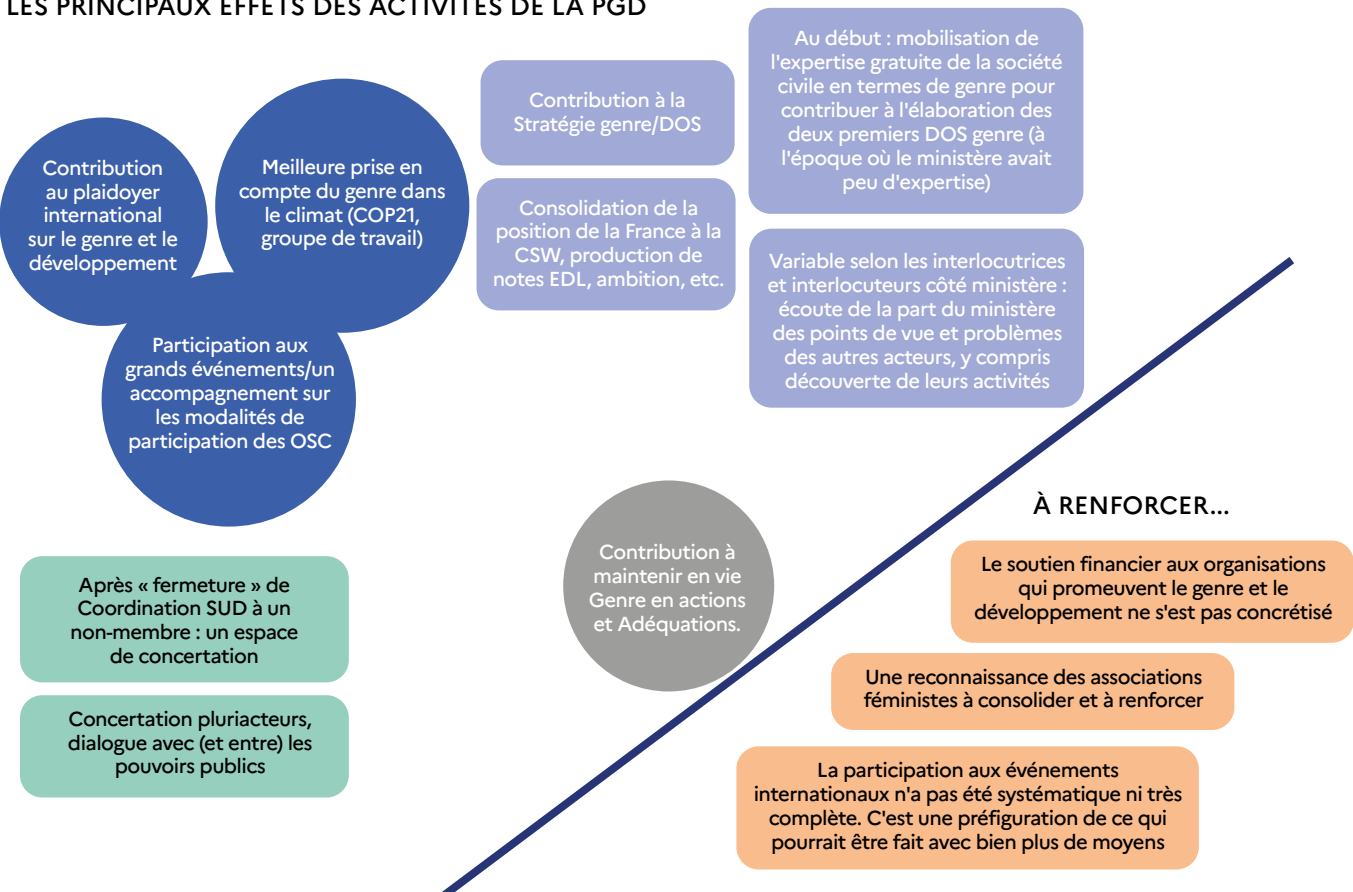 LES PRINCIPAUX EFFETS DES ACTIVITÉS DE LA PGD
Contribution
au plaidoyer
international
sur le genre et le
développement
Meilleure prise en
compte du genre dans
le climat (COP21,
groupe de travail)
Participation aux
grands événements/un
accompagnement sur
les modalités de
participation des OSC
Contribution à la
Stratégie genre/DOS
Consolidation de la
position de la France à la
CSW, production de
notes EDL, ambition, etc.
Au début : mobilisation de
l'expertise gratuite de la société
civile en termes de genre pour
contribuer à l'élaboration des
deux premiers DOS genre (à
l'époque où le ministère avait
peu d'expertise)
Variable selon les interlocutrices
et interlocuteurs côté ministère :
écoute de la part du ministère
des points de vue et problèmes
des autres acteurs, y compris
découverte de leurs activités
Après « fermeture » de
Coordination SUD à un
non-membre : un espace
de concertation
Concertation pluriacteurs,
dialogue avec (et entre) les
pouvoirs publics
Contribution à
maintenir en vie
Genre en actions
et Adéquations.
À RENFORCER...
Le soutien financier aux organisations
qui promeuvent le genre et le
développement ne s'est pas concrétisé
Une reconnaissance des associations
féministes à consolider et à renforcer
La participation aux événements
internationaux n'a pas été systématique ni très
complète. C'est une préfiguration de ce qui
pourrait être fait avec bien plus de moyens